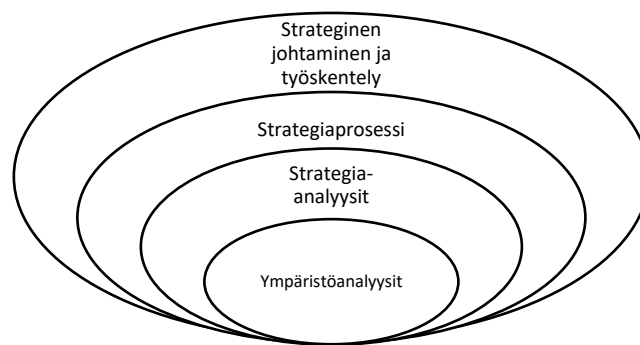 Strateginen
johtaminen ja
työskentely
Strategiaprosessi
Strategia-
analyysit
Ympäristöanalyysit